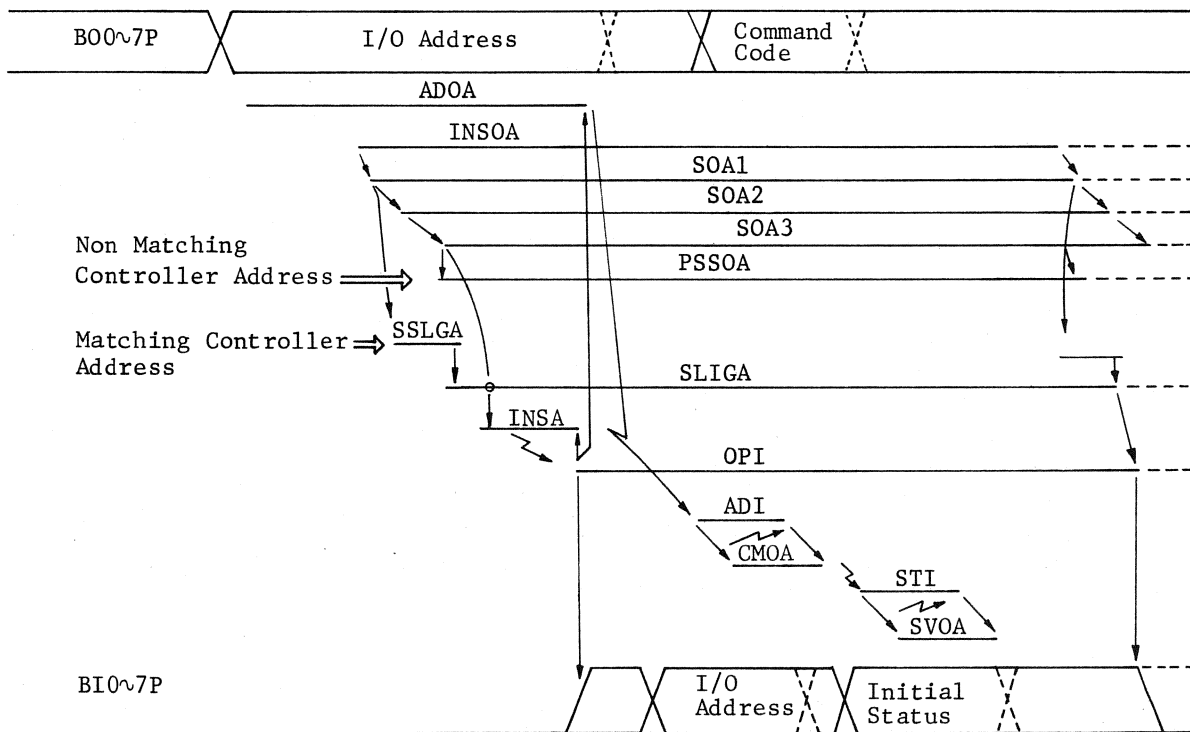 BO0~7P
I/O Address
Command
Code
ADOA
INSOA
SOA1
SOA2
SOA3
Non Matching
Controller Address
PSSOA
Matching Controller
Address
SSLGA
SLIGA
INSA
OPI
ADI
CMOA
STI
SVOA
BI0~7P
I/O
Address
Initial
Status